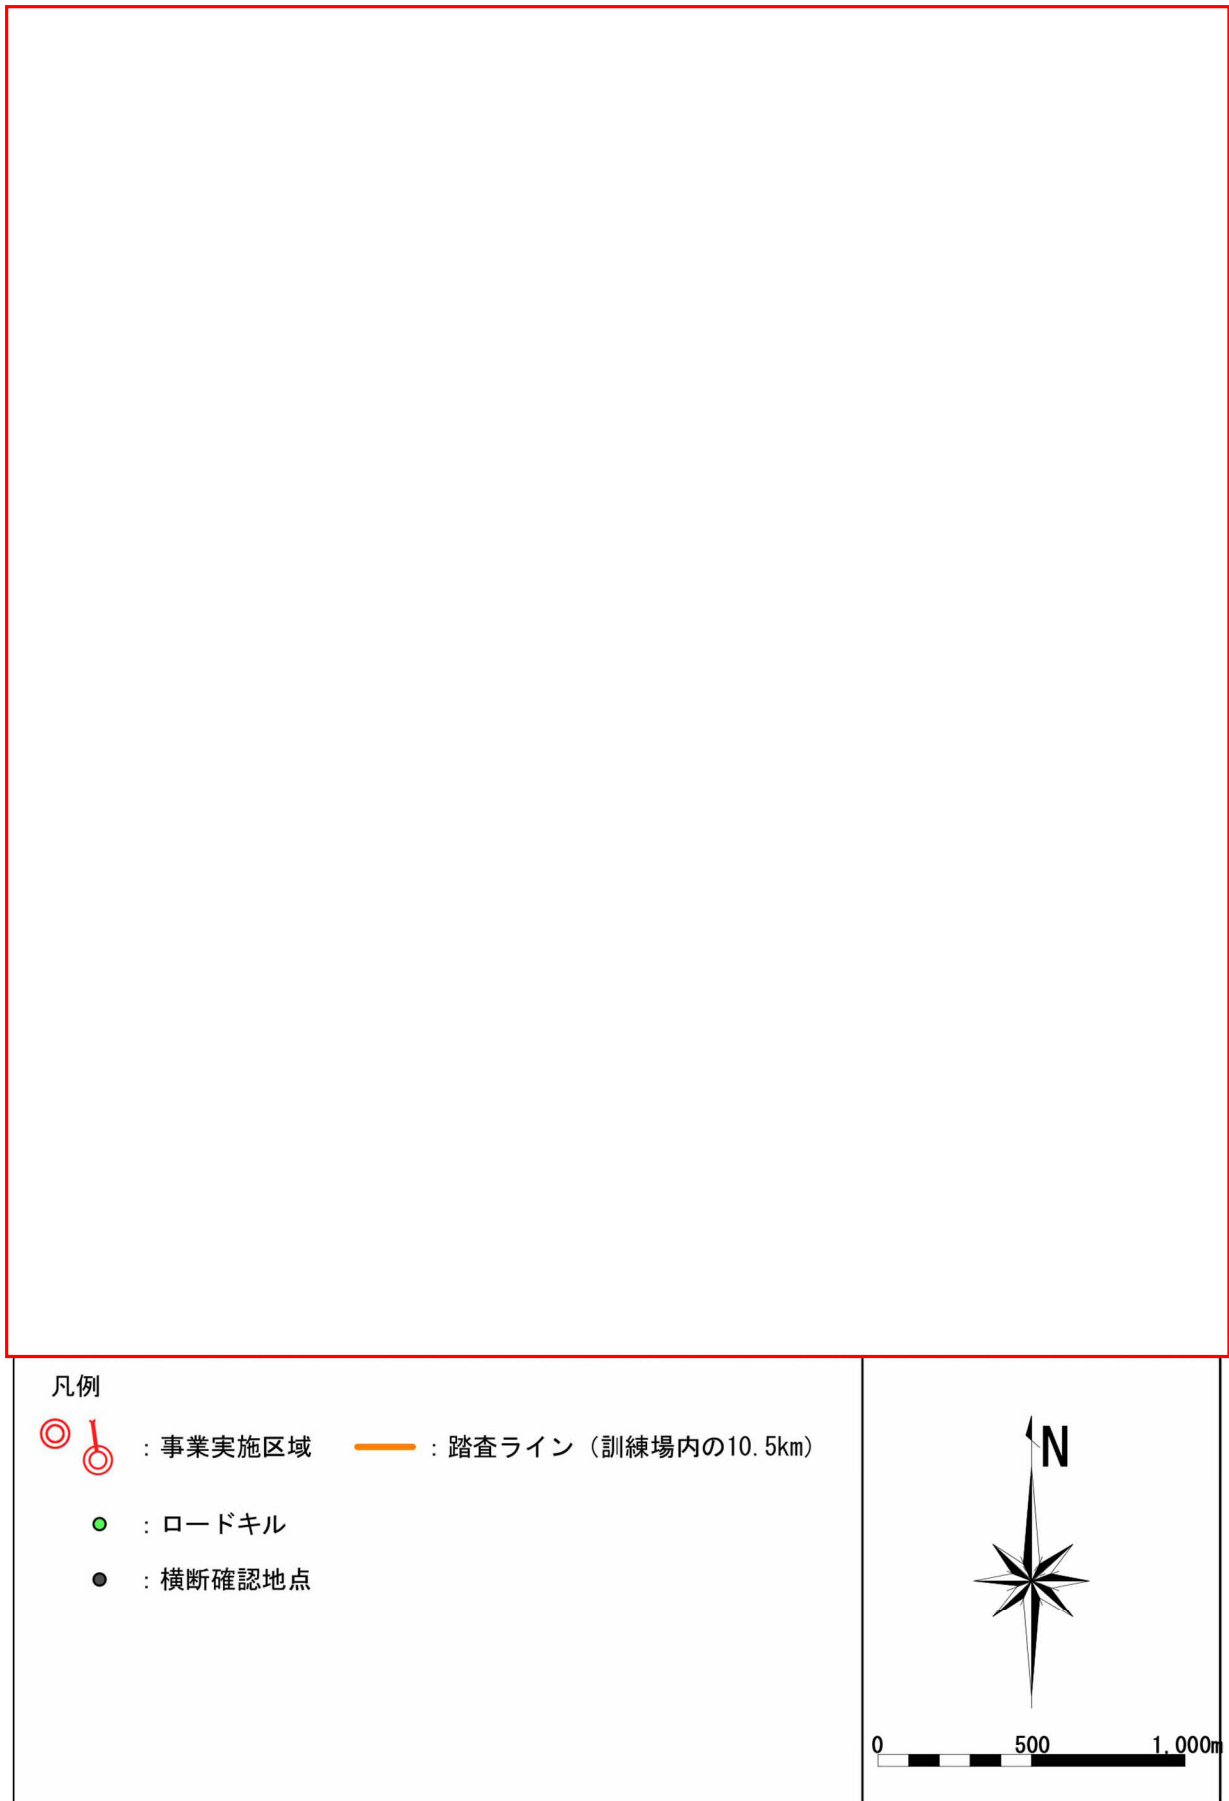 凡例
：事業実施区域
：踏査ライン（訓練場内の10.5km）
：ロードキル
：横断確認地点
N
0 500 1,000m